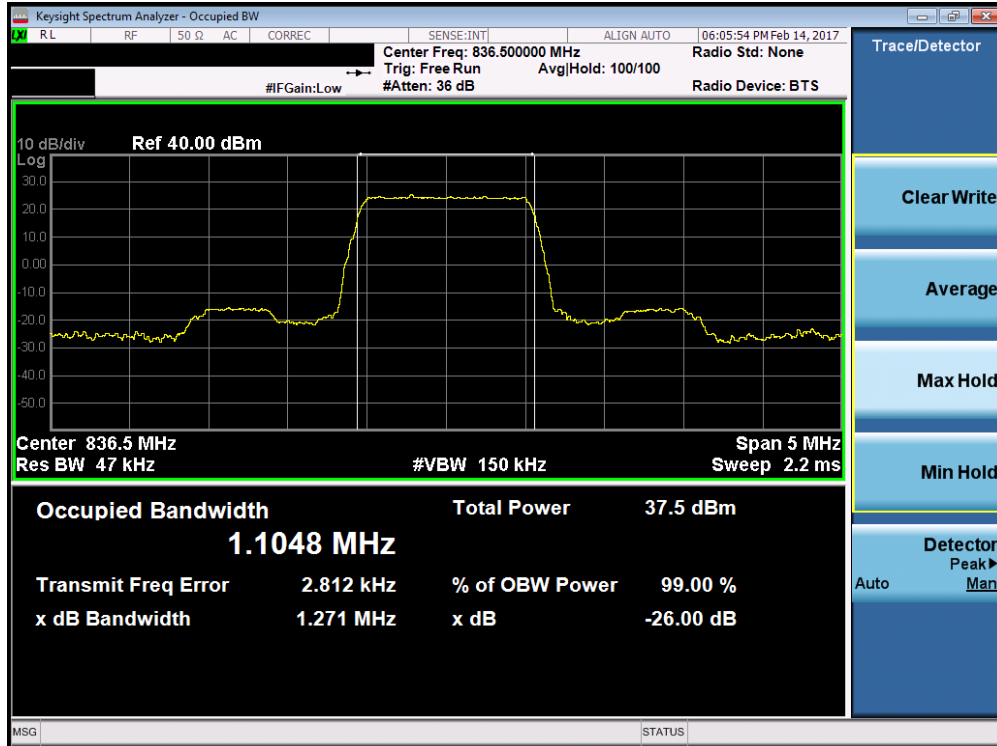 Keysight Spectrum Analyzer - Occupied BW
LXI RL RF 50 Ω AC CORREC SENSE:INT ALIGN AUTO 06:05:54 PM Feb 14, 2017
Center Freq: 836.500000 MHz Radio Std: None
Trig: Free Run Avg|Hold: 100/100
#IFGain:Low #Atten: 36 dB Radio Device: BTS
10 dB/div Ref 40.00 dBm
Log
30.0
20.0
10.0
0.00
-10.0
-20.0
-30.0
-40.0
-50.0
Center 836.5 MHz Span 5 MHz
Res BW 47 kHz #VBW 150 kHz Sweep 2.2 ms
Occupied Bandwidth Total Power 37.5 dBm
1.1048 MHz
Transmit Freq Error 2.812 kHz % of OBW Power 99.00 %
x dB Bandwidth 1.271 MHz x dB -26.00 dB
MSG STATUS
Trace/Detector
Clear Write
Average
Max Hold
Min Hold
Detector
Peak▶
Auto Man